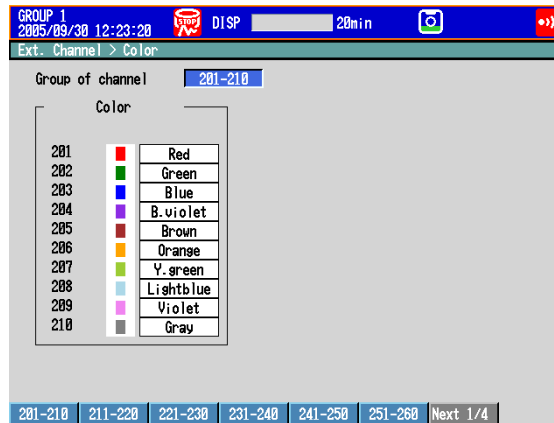 GROUP 1
2005/09/30 12:23:20 STOP DISP 20min
Ext. Channel > Color
Group of channel 201-210
Color
201 Red
202 Green
203 Blue
204 B.violet
205 Brown
206 Orange
207 Y.green
208 Lightblue
209 Violet
210 Gray
201-210 211-220 221-230 231-240 241-250 251-260 Next 1/4